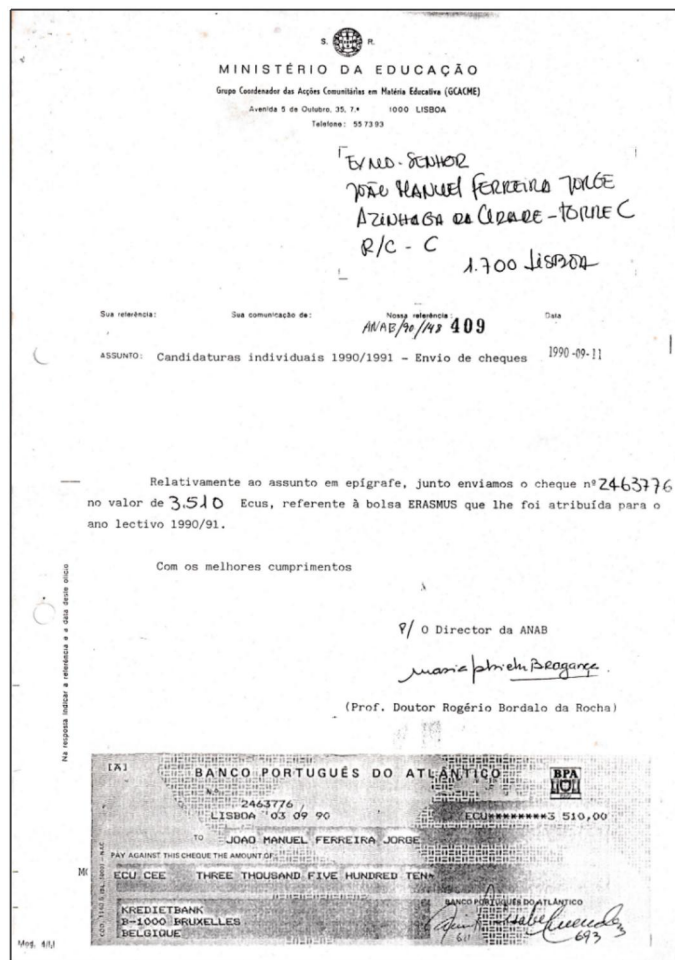 S. R.
MINISTÉRIO DA EDUCAÇÃO
Grupo Coordenador das Acções Comunitárias em Matéria Educativa (GCACME)
Avenida 5 de Outubro, 35, 7.º 1000 LISBOA
Telefone: 55 73 93
EXMO. SENHOR
JOÃO MANUEL FERREIRA JORGE
AZINHAGA DA CIDADE - TORRE C
R/C - C
1.700 LISBOA
Sua referência: Sua comunicação de: Nossa referência: Data
ANAB/90/148 409
ASSUNTO: Candidaturas individuais 1990/1991 - Envio de cheques 1990-09-11
Relativamente ao assunto em epígrafe, junto enviamos o cheque nº 2463776
no valor de 3.510 Ecus, referente à bolsa ERASMUS que lhe foi atribuída para o
ano lectivo 1990/91.
Com os melhores cumprimentos
P/ O Director da ANAB
Bragança
(Prof. Doutor Rogério Bordalo da Rocha)
Na resposta indicar a referência e a data deste ofício
[A]
BANCO PORTUGUÊS DO ATLÂNTICO
BPA
2463776
LISBOA 03 09 90
ECU********3 510,00
TO JOAO MANUEL FERREIRA JORGE
PAY AGAINST THIS CHEQUE THE AMOUNT OF
ECU CEE THREE THOUSAND FIVE HUNDRED TEN*
KREDIETBANK
B-1000 BRUXELLES
BELGIQUE
BANCO PORTUGUÊS DO ATLÂNTICO
693